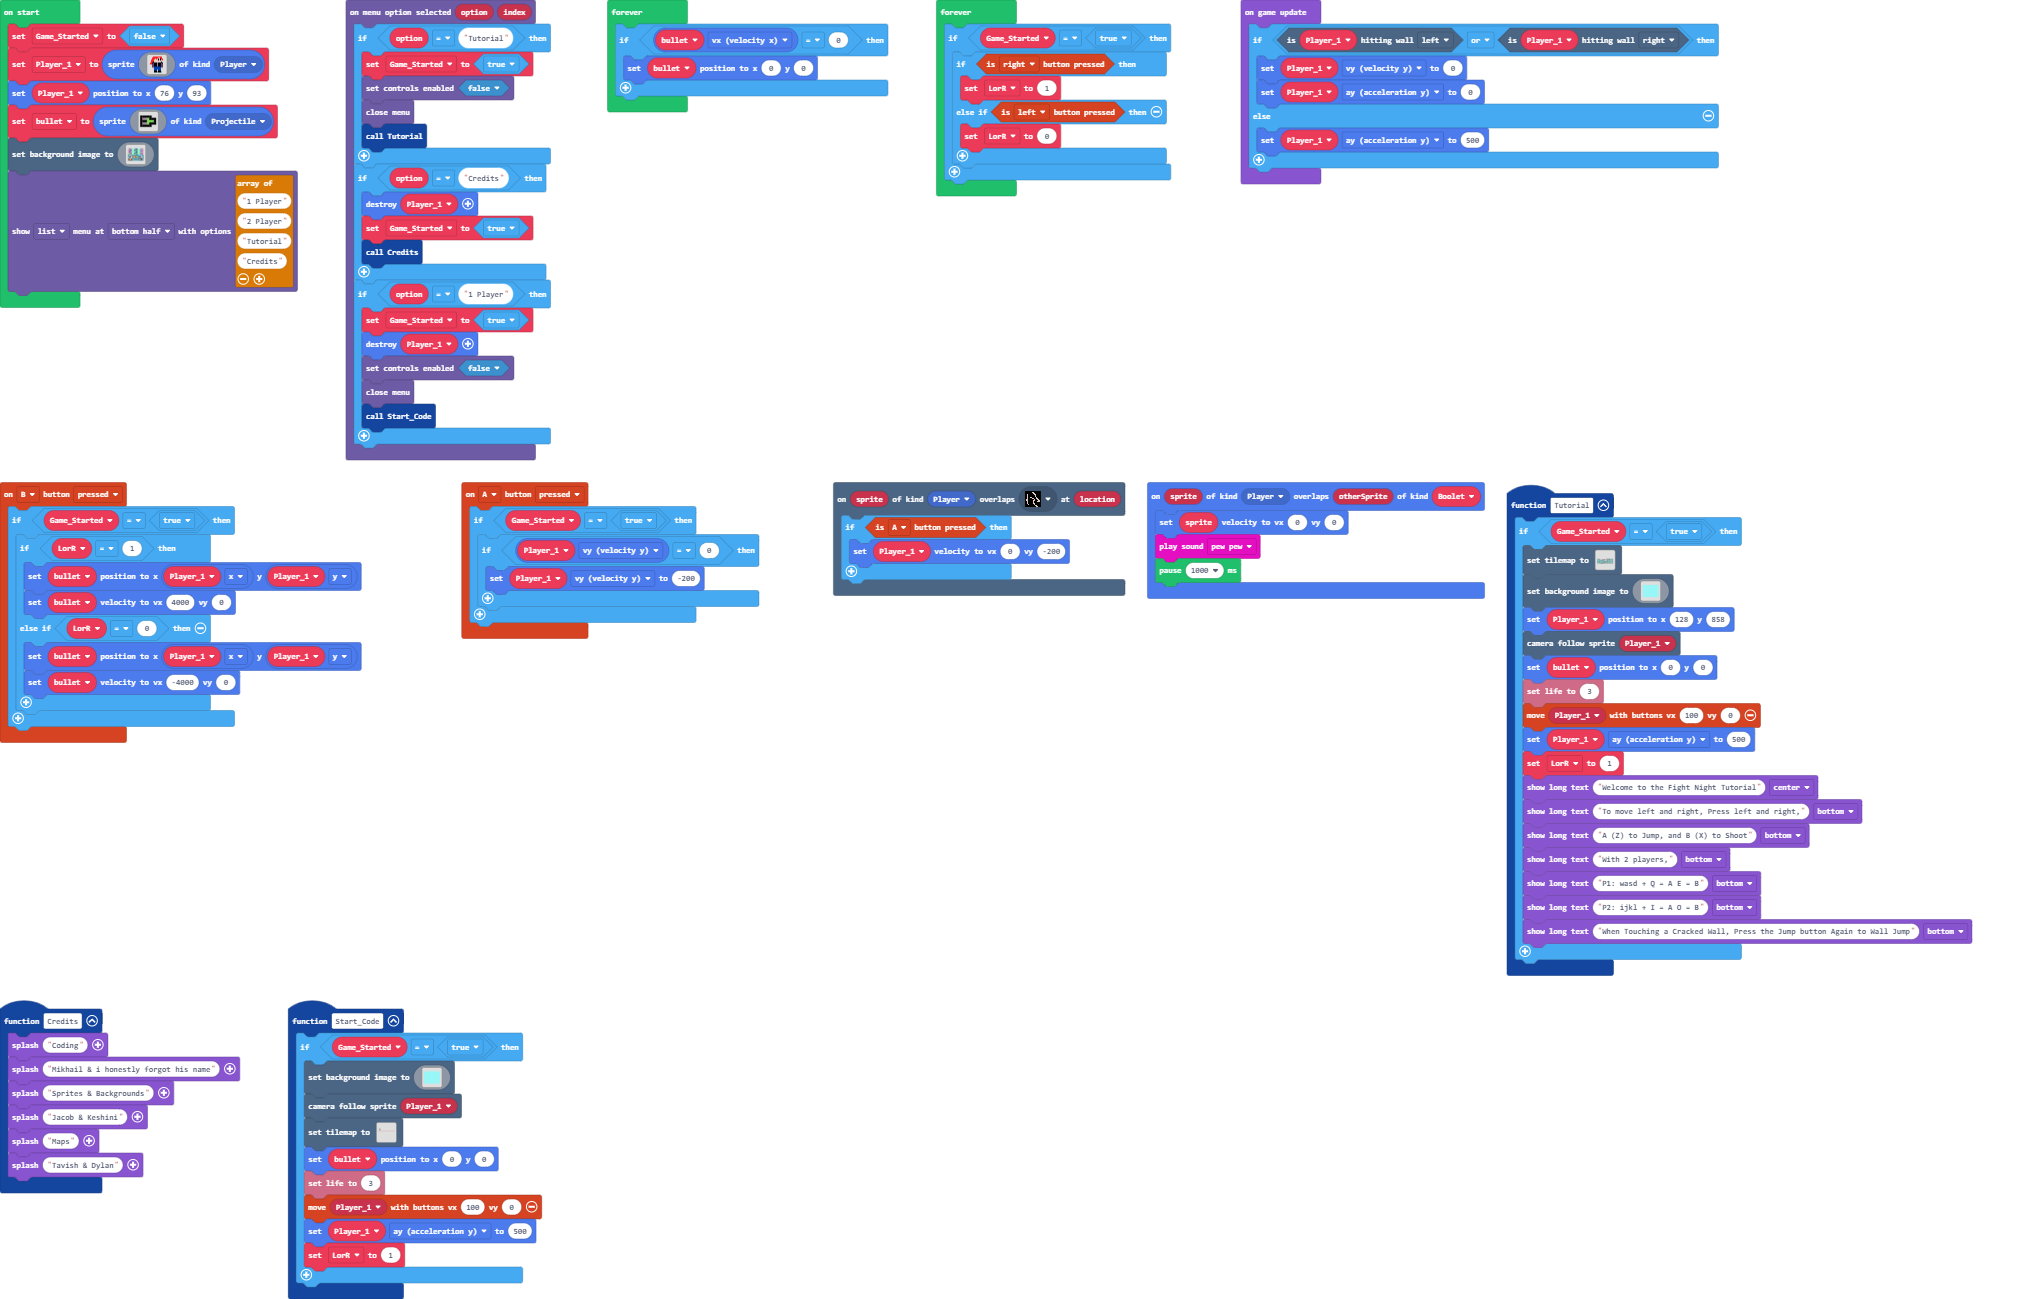 on start
set Game_Started to false
set Player_1 to sprite of kind Player
set Player_1 position to x 76 y 93
set bullet to sprite of kind Projectile
set background image to
show list menu at bottom half with options
array of
"1 Player"
"2 Player"
"Tutorial"
"Credits"
on menu option selected option index
if option = "Tutorial" then
set Game_Started to true
set controls enabled false
close menu
call Tutorial
if option = "Credits" then
destroy Player_1
set Game_Started to true
call Credits
if option = "1 Player" then
set Game_Started to true
destroy Player_1
set controls enabled false
close menu
call Start_Code
forever
if bullet vx (velocity x) = 0 then
set bullet position to x 0 y 0
forever
if Game_Started = true then
if is right button pressed then
set LorR to 1
else if is left button pressed then
set LorR to 0
on game update
if is Player_1 hitting wall left or is Player_1 hitting wall right then
set Player_1 vy (velocity y) to 0
set Player_1 ay (acceleration y) to 0
else
set Player_1 ay (acceleration y) to 500
on B button pressed
if Game_Started = true then
if LorR = 1 then
set bullet position to x Player_1 x y Player_1 y
set bullet velocity to vx 4000 vy 0
else if LorR = 0 then
set bullet position to x Player_1 x y Player_1 y
set bullet velocity to vx -4000 vy 0
on A button pressed
if Game_Started = true then
if Player_1 vy (velocity y) = 0 then
set Player_1 vy (velocity y) to -200
on sprite of kind Player overlaps at location
if is A button pressed then
set Player_1 velocity to vx 0 vy -200
on sprite of kind Player overlaps otherSprite of kind Boolet
set sprite velocity to vx 0 vy 0
play sound pew pew
pause 1000 ms
function Tutorial
if Game_Started = true then
set tilemap to
set background image to
set Player_1 position to x 128 y 858
camera follow sprite Player_1
set bullet position to x 0 y 0
set life to 3
move Player_1 with buttons vx 100 vy 0
set Player_1 ay (acceleration y) to 500
set LorR to 1
show long text "Welcome to the Fight Night Tutorial" center
show long text "To move left and right, Press left and right," bottom
show long text "A (Z) to Jump, and B (X) to Shoot" bottom
show long text "With 2 players," bottom
show long text "P1: wasd + Q = A E = B" bottom
show long text "P2: ijkl + I = A O = B" bottom
show long text "When Touching a Cracked Wall, Press the Jump button Again to Wall Jump" bottom
function Credits
splash "Coding"
splash "Mikhail & i honestly forgot his name"
splash "Sprites & Backgrounds"
splash "Jacob & Keshini"
splash "Maps"
splash "Tavish & Dylan"
function Start_Code
if Game_Started = true then
set background image to
camera follow sprite Player_1
set tilemap to
set bullet position to x 0 y 0
set life to 3
move Player_1 with buttons vx 100 vy 0
set Player_1 ay (acceleration y) to 500
set LorR to 1